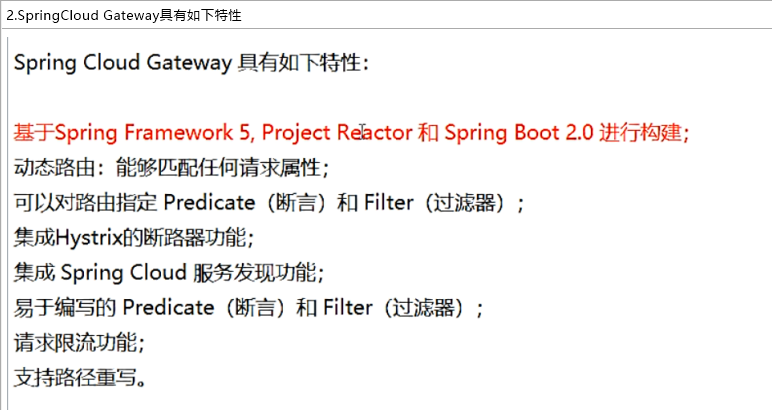 2.SpringCloud Gateway具有如下特性
Spring Cloud Gateway 具有如下特性：
基于Spring Framework 5, Project Reactor 和 Spring Boot 2.0 进行构建；
动态路由：能够匹配任何请求属性；
可以对路由指定 Predicate（断言）和 Filter（过滤器）；
集成Hystrix的断路器功能；
集成 Spring Cloud 服务发现功能；
易于编写的 Predicate（断言）和 Filter（过滤器）；
请求限流功能；
支持路径重写。